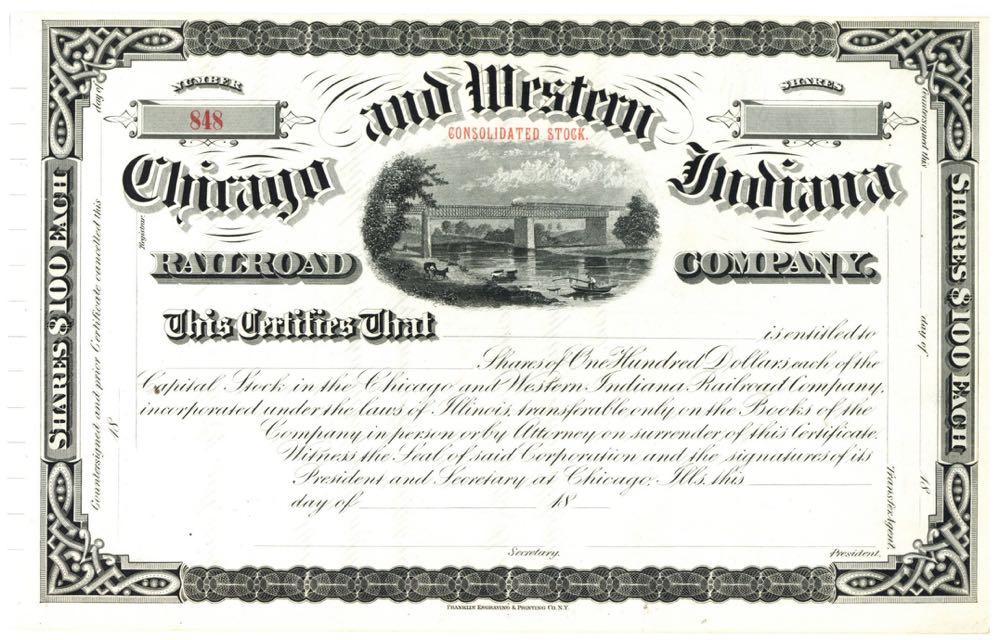 NUMBER
848
SHARES
and Western
CONSOLIDATED STOCK.
Chicago
Indiana
RAILROAD
COMPANY.
This Certifies That
is entitled to
Shares of One Hundred Dollars each of the
Capital Stock in the Chicago and Western Indiana Railroad Company,
incorporated under the laws of Illinois, transferable only on the Books of the
Company in person or by Attorney on surrender of this Certificate.
Witness the Seal of said Corporation and the signatures of its
President and Secretary at Chicago, Ills. this
day of 18
Secretary.
President.
SHARES $100 EACH
Countersigned and prior Certificate cancelled this
day of
18
Registrar.
SHARES $100 EACH
Countersigned this
day of
18
Transfer Agent.
FRANKLIN ENGRAVING & PRINTING CO. N.Y.